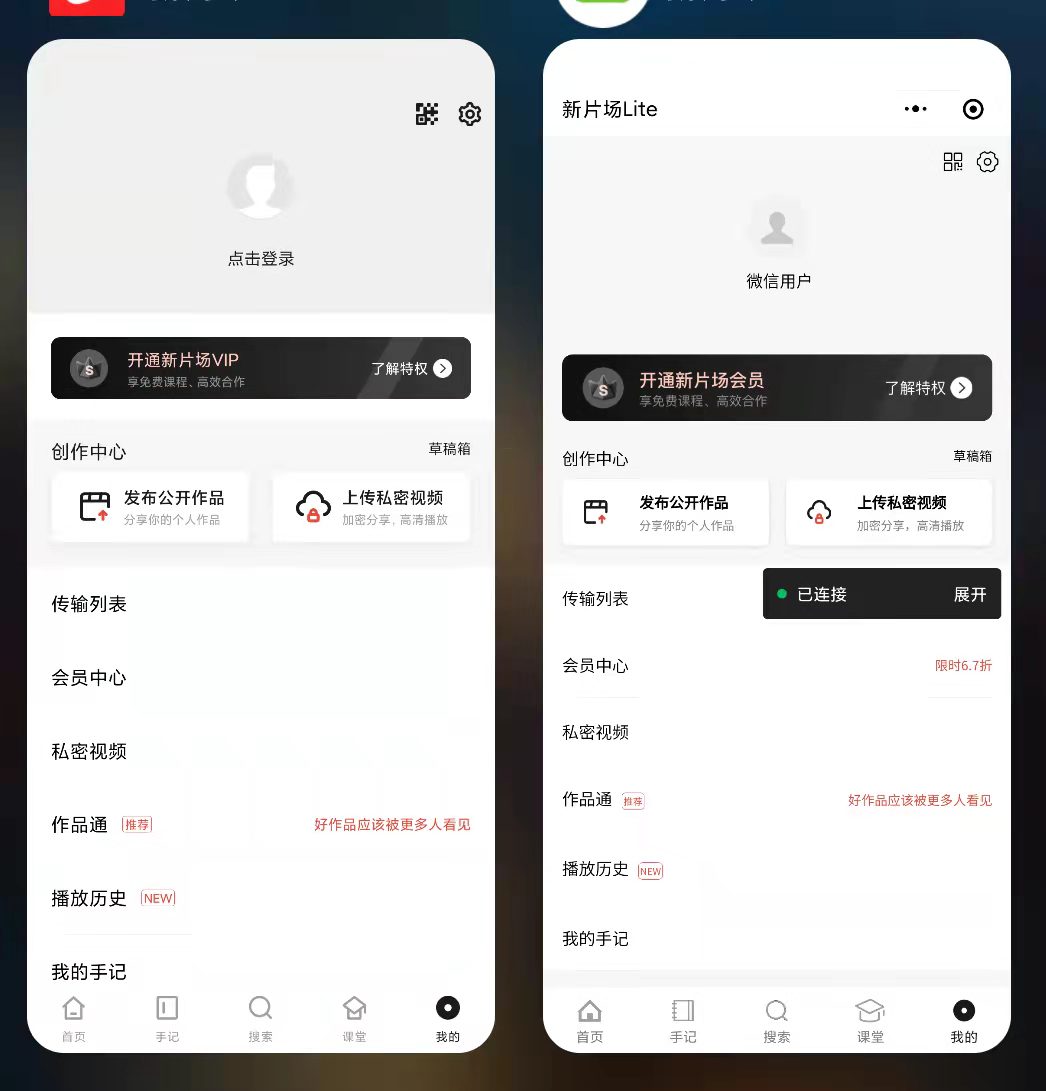 点击登录
开通新片场VIP
享免费课程、高效合作
了解特权
创作中心
草稿箱
发布公开作品
分享你的个人作品
上传私密视频
加密分享, 高清播放
传输列表
会员中心
私密视频
作品通
推荐
好作品应该被更多人看见
播放历史
NEW
我的手记
首页
手记
搜索
课堂
我的
新片场Lite
微信用户
开通新片场会员
享免费课程、高效合作
了解特权
创作中心
草稿箱
发布公开作品
分享你的个人作品
上传私密视频
加密分享，高清播放
传输列表
已连接
展开
会员中心
限时6.7折
私密视频
作品通
推荐
好作品应该被更多人看见
播放历史
NEW
我的手记
首页
手记
搜索
课堂
我的